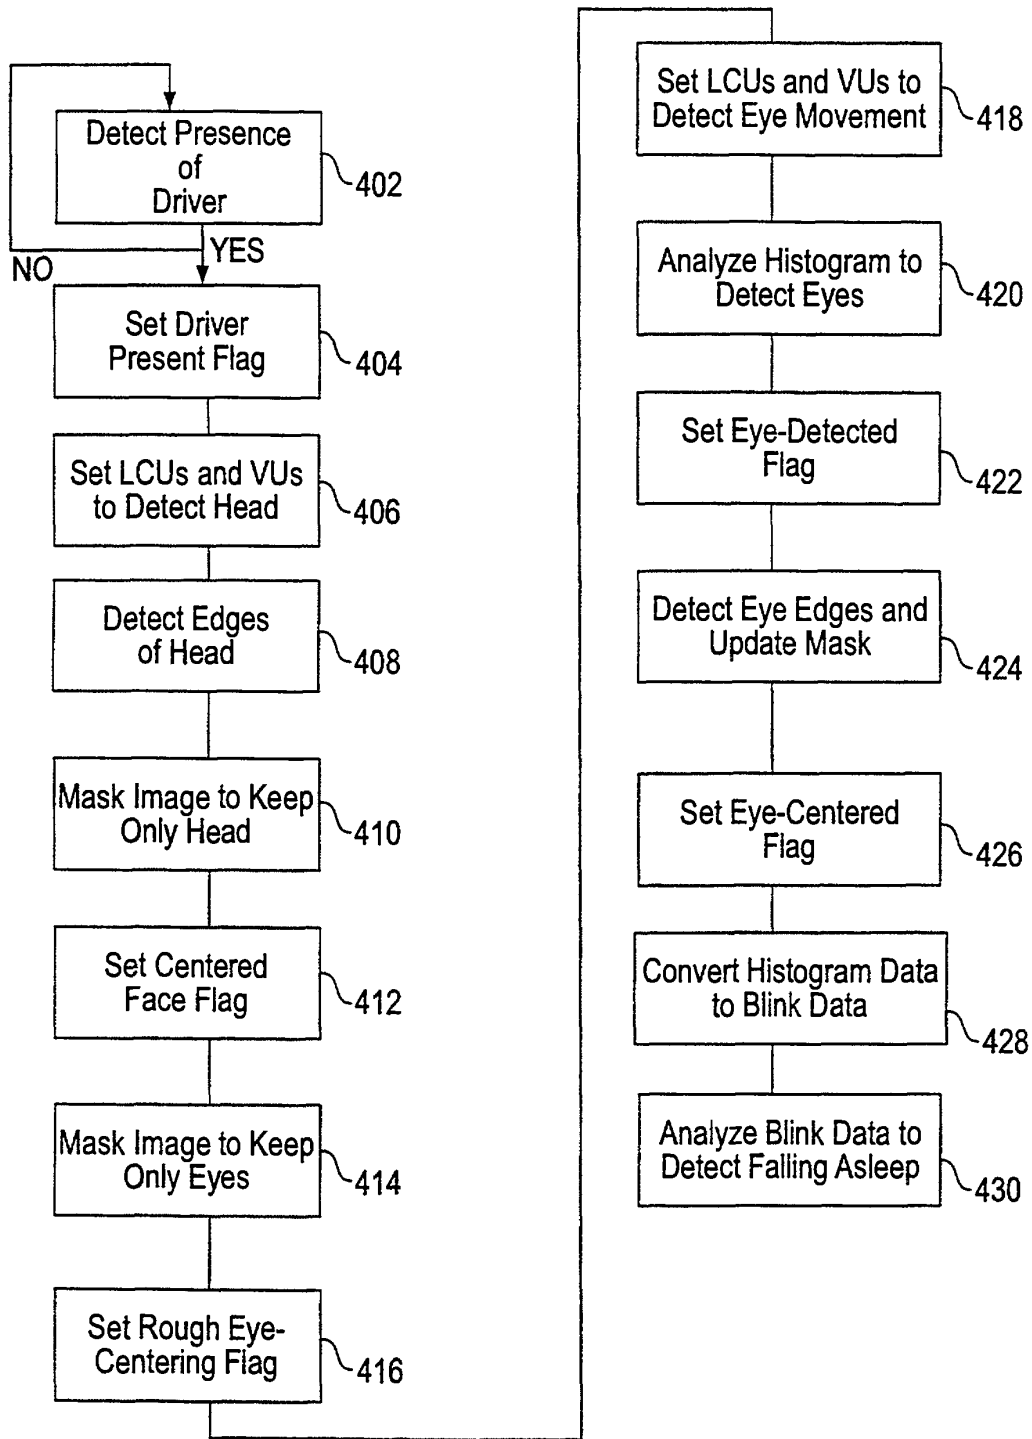 Detect Presence
of
Driver
402
YES
NO
Set Driver
Present Flag
404
Set LCUs and VUs
to Detect Head
406
Detect Edges
of Head
408
Mask Image to Keep
Only Head
410
Set Centered
Face Flag
412
Mask Image to Keep
Only Eyes
414
Set Rough Eye-
Centering Flag
416
Set LCUs and VUs to
Detect Eye Movement
418
Analyze Histogram to
Detect Eyes
420
Set Eye-Detected
Flag
422
Detect Eye Edges and
Update Mask
424
Set Eye-Centered
Flag
426
Convert Histogram Data
to Blink Data
428
Analyze Blink Data to
Detect Falling Asleep
430